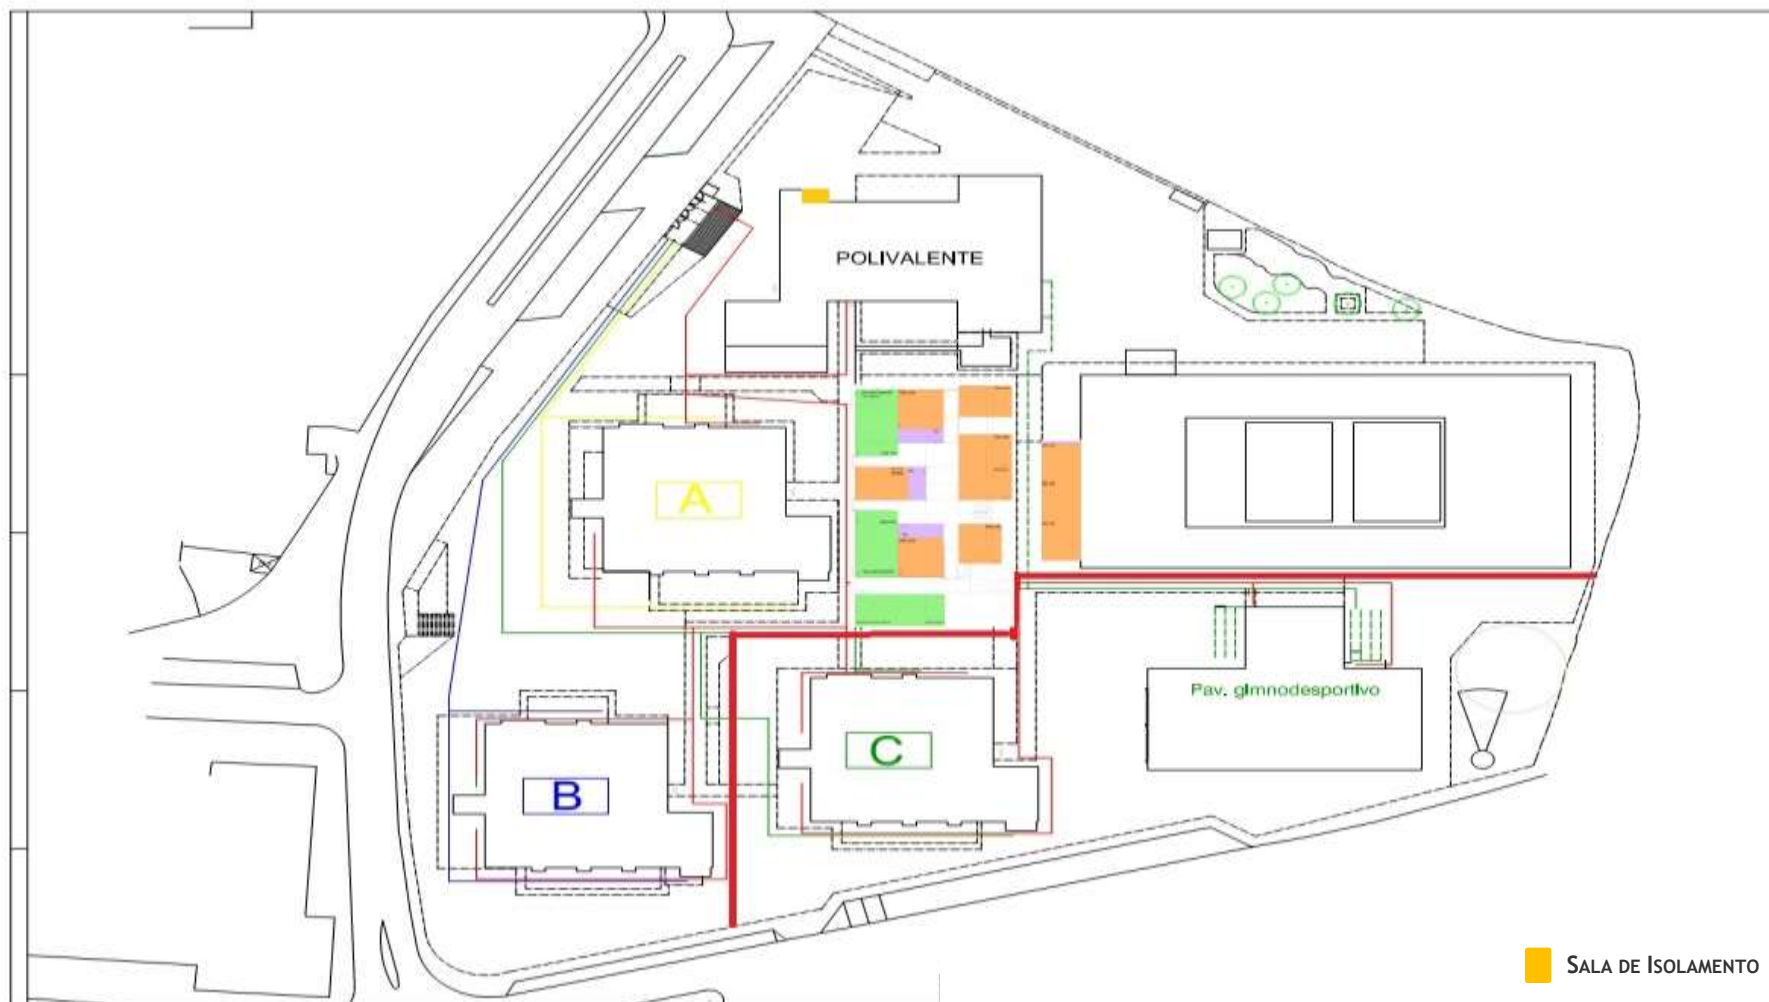 POLIVALENTE
A
Pav. gimnodesportivo
C
B
SALA DE ISOLAMENTO